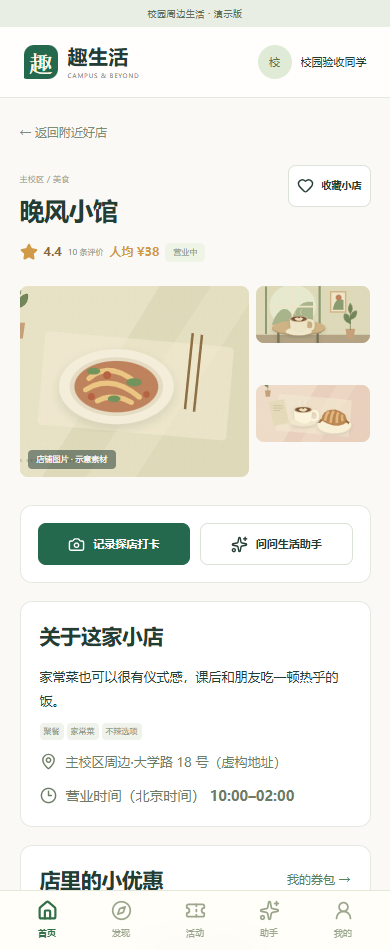 校园周边生活 · 演示版
趣
趣生活
CAMPUS & BEYOND
校
校园验收同学
← 返回附近好店
主校区 / 美食
晚风小馆
收藏小店
4.4 10 条评价 人均 ¥38 营业中
店铺图片 · 示意素材
记录探店打卡
问问生活助手
关于这家小店
家常菜也可以很有仪式感，课后和朋友吃一顿热乎的
饭。
聚餐 家常菜 不辣选项
主校区周边·大学路 18 号（虚构地址）
营业时间（北京时间） 10:00–02:00
店里的小优惠
我的券包 →
首页 发现 活动 助手 我的